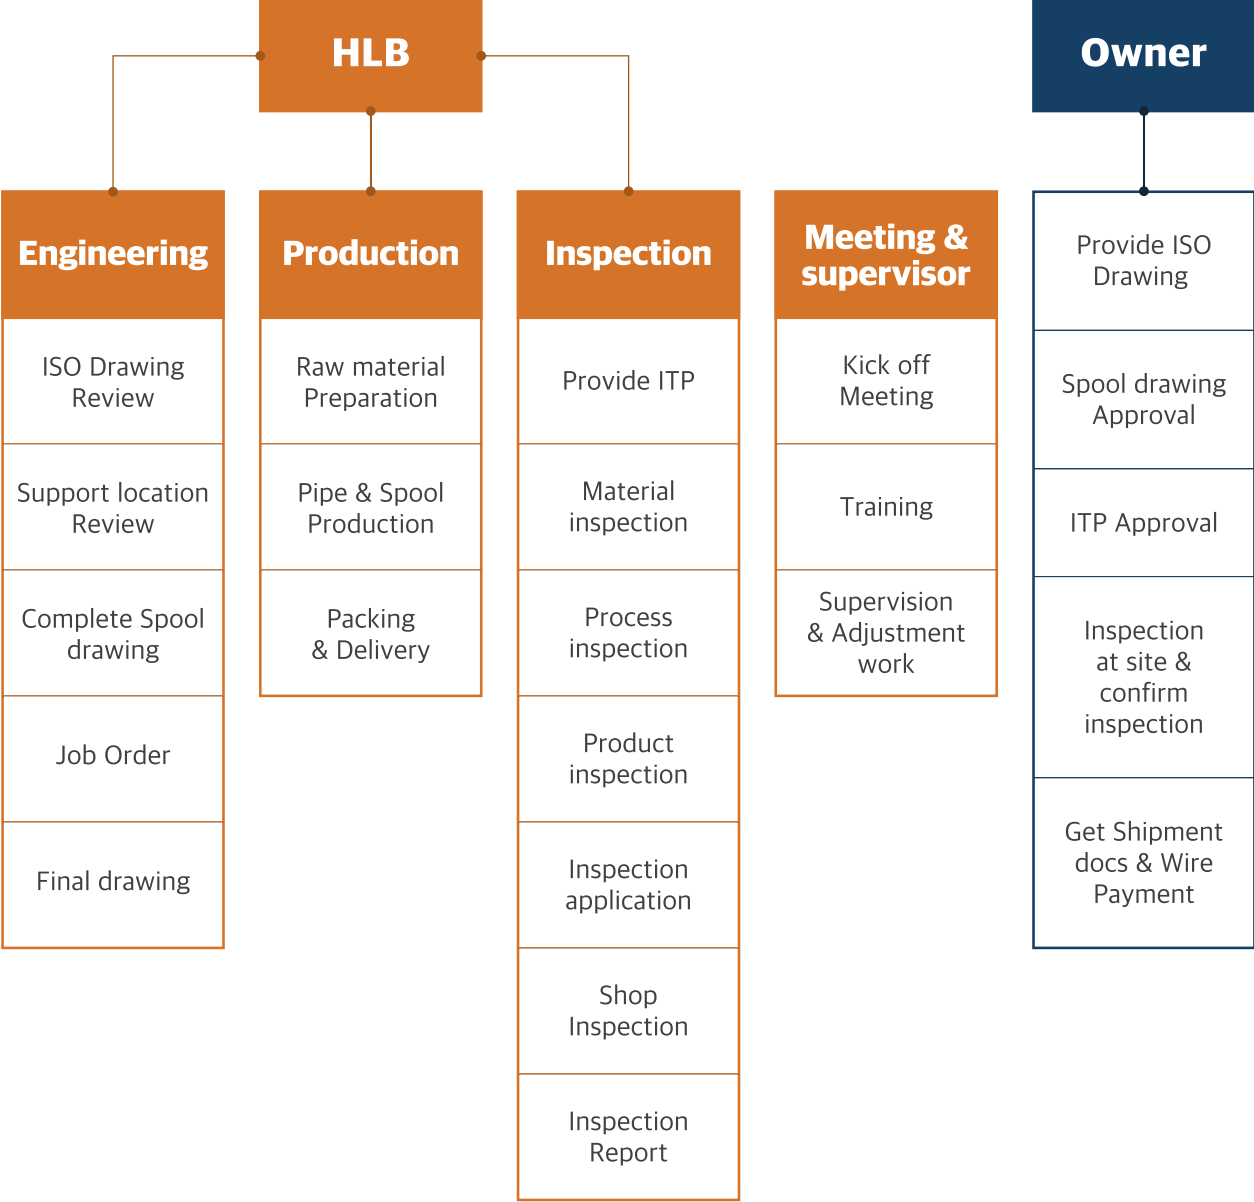 HLB
Owner
Engineering
ISO Drawing
Review
Support location
Review
Complete Spool
drawing
Job Order
Final drawing
Production
Raw material
Preparation
Pipe & Spool
Production
Packing
& Delivery
Inspection
Provide ITP
Material
inspection
Process
inspection
Product
inspection
Inspection
application
Shop
Inspection
Inspection
Report
Meeting &
supervisor
Kick off
Meeting
Training
Supervision
& Adjustment
work
Provide ISO
Drawing
Spool drawing
Approval
ITP Approval
Inspection
at site &
confirm
inspection
Get Shipment
docs & Wire
Payment